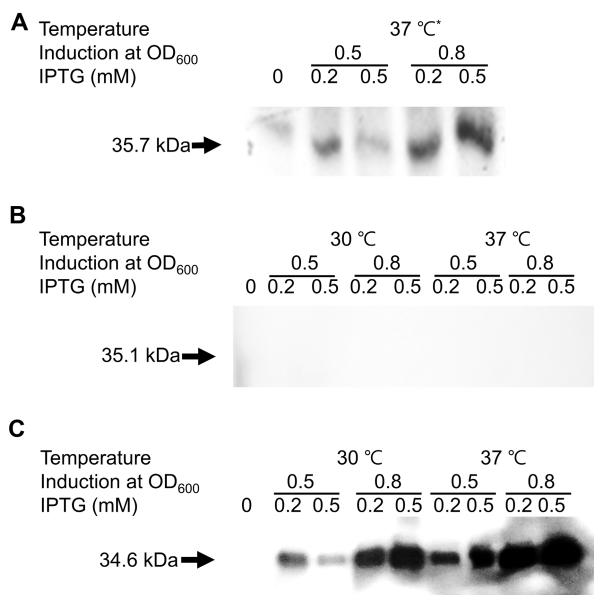 A
Temperature 37 ℃*
Induction at OD600 0.5 0.8
IPTG (mM) 0 0.2 0.5 0.2 0.5
35.7 kDa
B
Temperature 30 ℃ 37 ℃
Induction at OD600 0.5 0.8 0.5 0.8
IPTG (mM) 0 0.2 0.5 0.2 0.5 0.2 0.5 0.2 0.5
35.1 kDa
C
Temperature 30 ℃ 37 ℃
Induction at OD600 0.5 0.8 0.5 0.8
IPTG (mM) 0 0.2 0.5 0.2 0.5 0.2 0.5 0.2 0.5
34.6 kDa